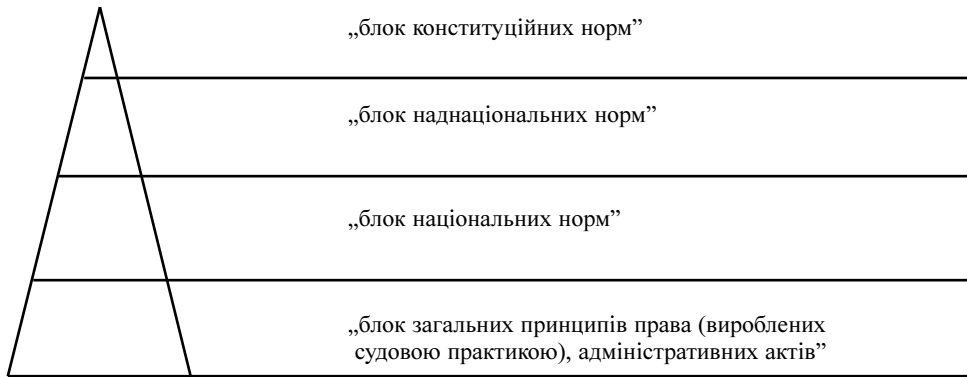 „блок конституційних норм”
„блок наднаціональних норм”
„блок національних норм”
„блок загальних принципів права (вироблених
судовою практикою), адміністративних актів”